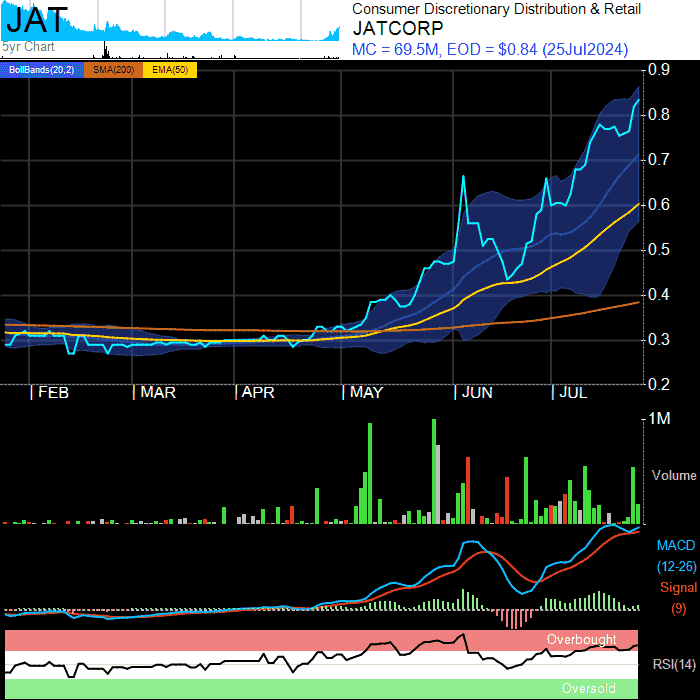 JAT
5yr Chart
Consumer Discretionary Distribution & Retail
JATCORP
MC = 69.5M, EOD = $0.84 (25Jul2024)
BollBands(20,2) SMA(200) EMA(50)
0.9
0.8
0.7
0.6
0.5
0.4
0.3
0.2
FEB MAR APR MAY JUN JUL
1M
Volume
MACD
(12-26)
Signal
(9)
Overbought
RSI(14)
Oversold